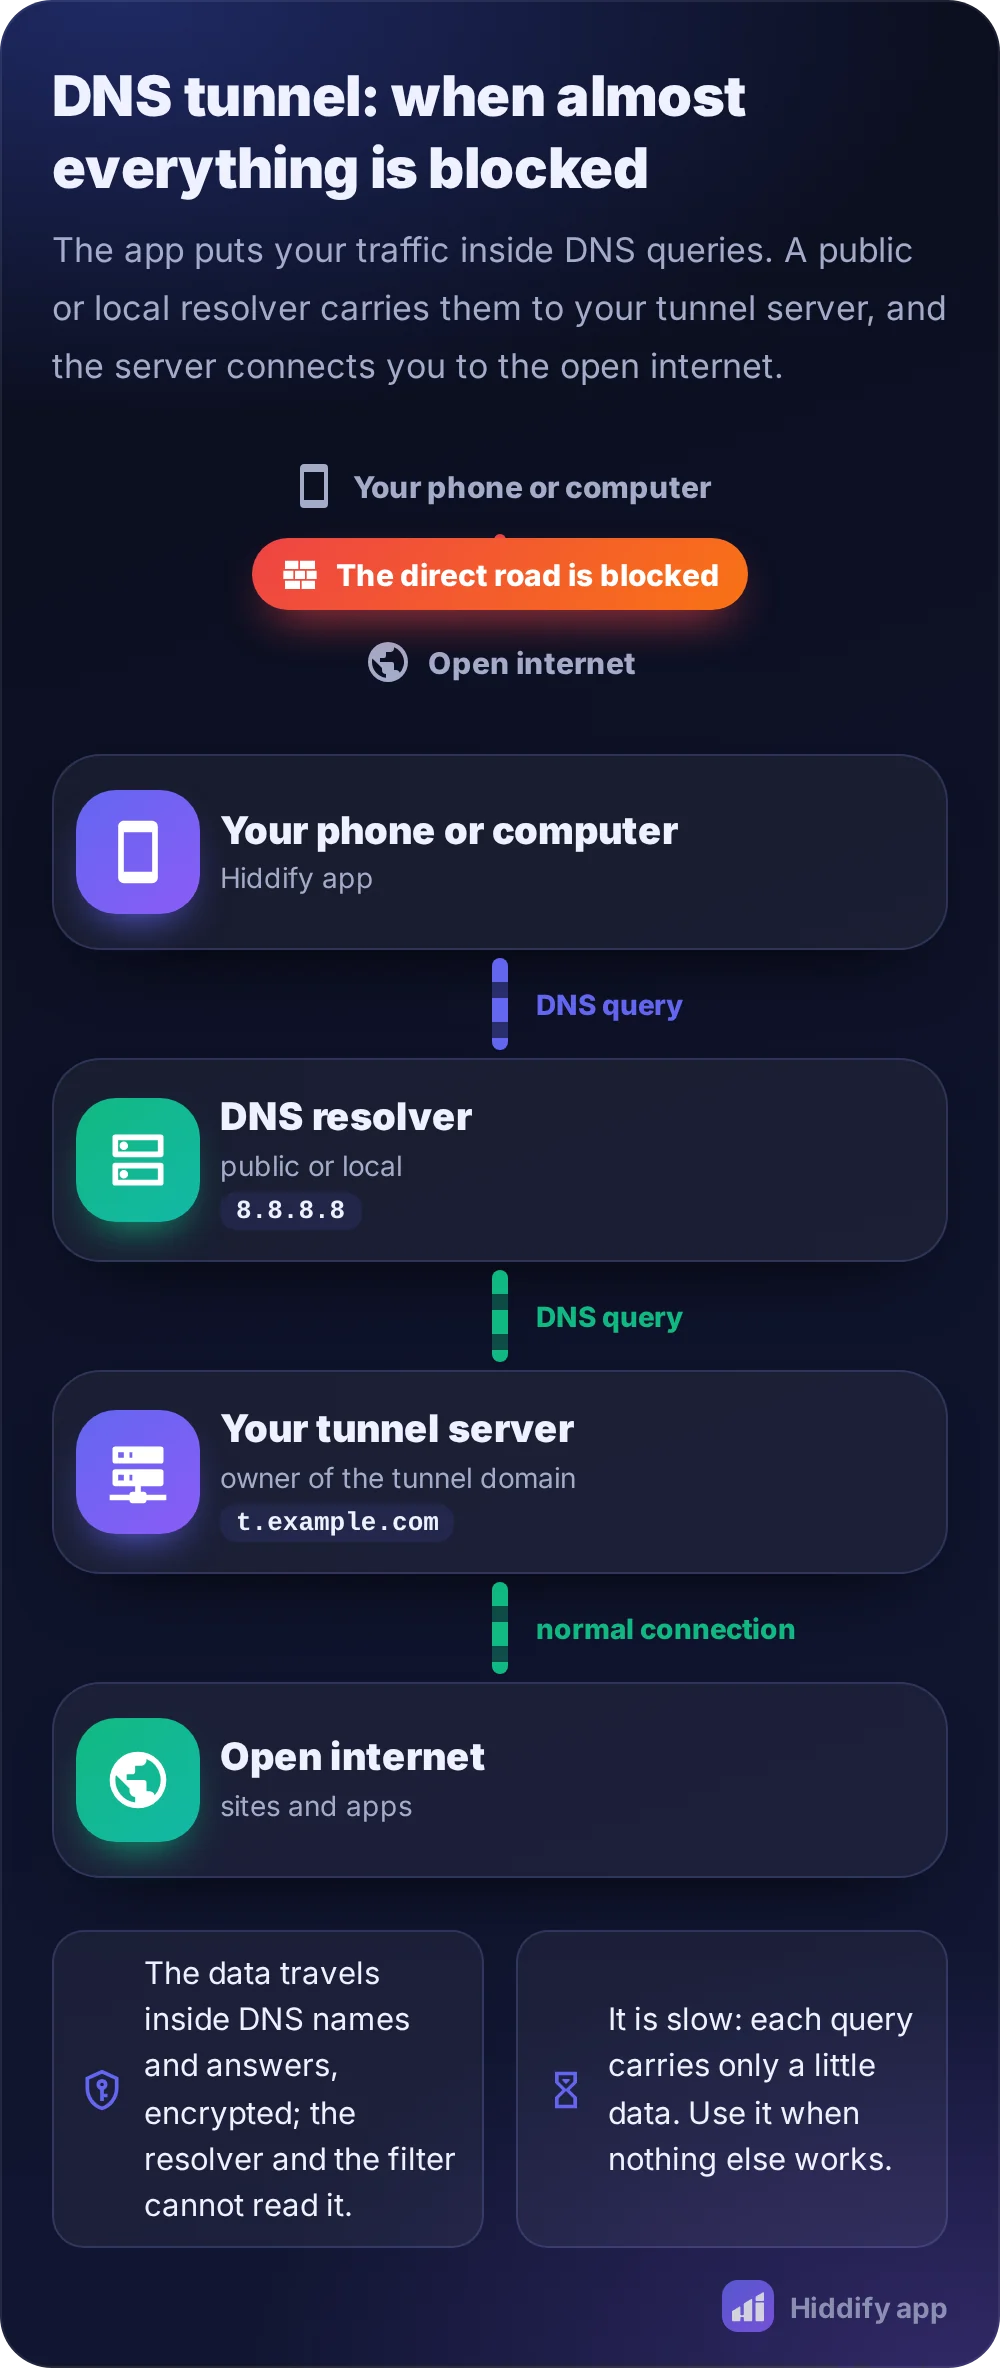 DNS tunnel: when almost
everything is blocked
The app puts your traffic inside DNS queries. A public
or local resolver carries them to your tunnel server, and
the server connects you to the open internet.
Your phone or computer
The direct road is blocked
Open internet
Your phone or computer
Hiddify app
DNS query
DNS resolver
public or local
8.8.8.8
DNS query
Your tunnel server
owner of the tunnel domain
t.example.com
normal connection
Open internet
sites and apps
The data travels
inside DNS names
and answers,
encrypted; the
resolver and the filter
cannot read it.
It is slow: each query
carries only a little
data. Use it when
nothing else works.
Hiddify app